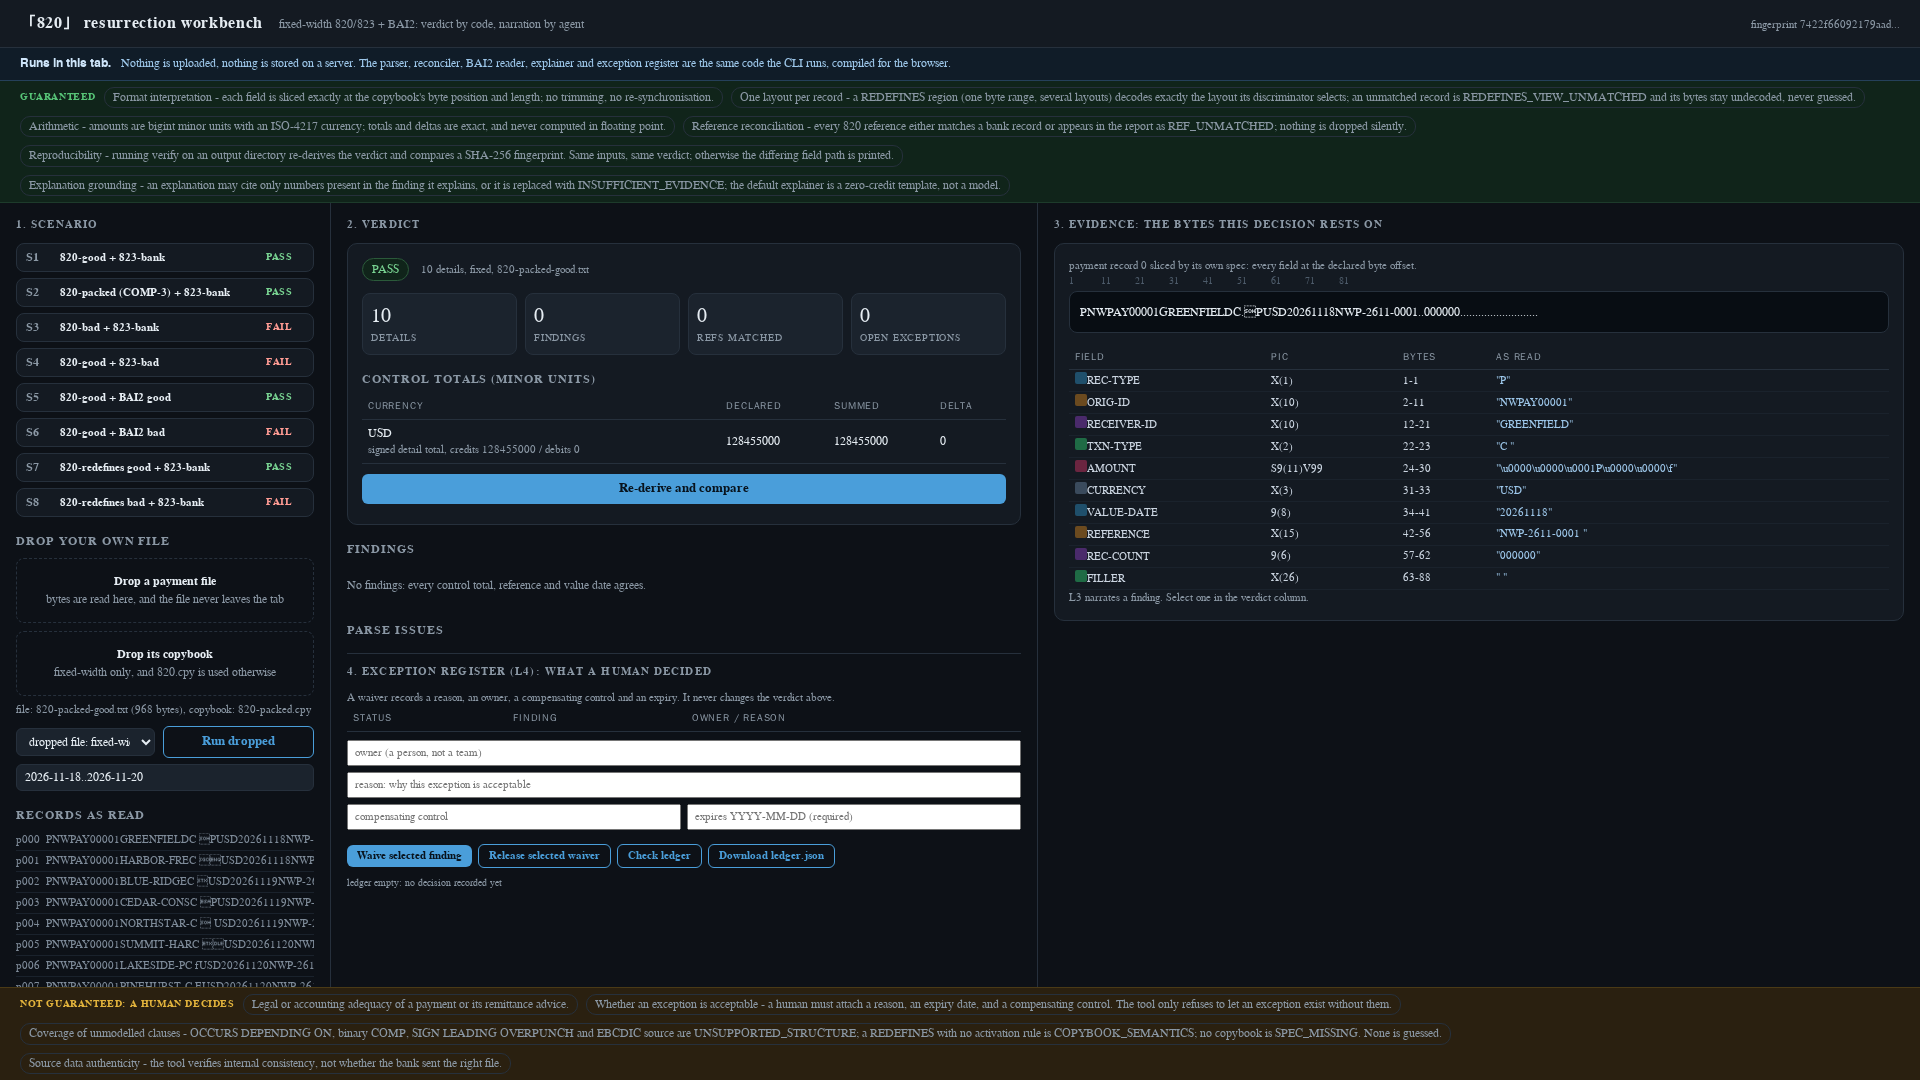 「820」 resurrection workbench
fixed-width 820/823 + BAI2: verdict by code, narration by agent
fingerprint 7422f66092179aad...
Runs in this tab. Nothing is uploaded, nothing is stored on a server. The parser, reconciler, BAI2 reader, explainer and exception register are the same code the CLI runs, compiled for the browser.
GUARANTEED
Format interpretation - each field is sliced exactly at the copybook's byte position and length; no trimming, no re-synchronisation.
One layout per record - a REDEFINES region (one byte range, several layouts) decodes exactly the layout its discriminator selects; an unmatched record is REDEFINES_VIEW_UNMATCHED and its bytes stay undecoded, never guessed.
Arithmetic - amounts are bigint minor units with an ISO-4217 currency; totals and deltas are exact, and never computed in floating point.
Reference reconciliation - every 820 reference either matches a bank record or appears in the report as REF_UNMATCHED; nothing is dropped silently.
Reproducibility - running verify on an output directory re-derives the verdict and compares a SHA-256 fingerprint. Same inputs, same verdict; otherwise the differing field path is printed.
Explanation grounding - an explanation may cite only numbers present in the finding it explains, or it is replaced with INSUFFICIENT_EVIDENCE; the default explainer is a zero-credit template, not a model.
1. SCENARIO
S1 820-good + 823-bank PASS
S2 820-packed (COMP-3) + 823-bank PASS
S3 820-bad + 823-bank FAIL
S4 820-good + 823-bad FAIL
S5 820-good + BAI2 good PASS
S6 820-good + BAI2 bad FAIL
S7 820-redefines good + 823-bank PASS
S8 820-redefines bad + 823-bank FAIL
DROP YOUR OWN FILE
Drop a payment file
bytes are read here, and the file never leaves the tab
Drop its copybook
fixed-width only, and 820.cpy is used otherwise
file: 820-packed-good.txt (968 bytes), copybook: 820-packed.cpy
dropped file: fixed-wi
Run dropped
2026-11-18..2026-11-20
RECORDS AS READ
p000 PNWPAY00001GREENFIELDC PUSD20261118NWP-
p001 PNWPAY00001HARBOR-FREC USD20261118NWP
p002 PNWPAY00001BLUE-RIDGEC USD20261119NWP-2
p003 PNWPAY00001CEDAR-CONSC PUSD20261119NWP-
p004 PNWPAY00001NORTHSTAR-C USD20261119NWP-
p005 PNWPAY00001SUMMIT-HARC USD20261120NW
p006 PNWPAY00001LAKESIDE-PC fUSD20261120NWP-261
p007 PNWPAY00001PINEHURST-C FUSD20261120NWP-26
2. VERDICT
PASS 10 details, fixed, 820-packed-good.txt
10
DETAILS
0
FINDINGS
0
REFS MATCHED
0
OPEN EXCEPTIONS
CONTROL TOTALS (MINOR UNITS)
CURRENCY DECLARED SUMMED DELTA
USD
signed detail total, credits 128455000 / debits 0
128455000 128455000 0
Re-derive and compare
FINDINGS
No findings: every control total, reference and value date agrees.
PARSE ISSUES
4. EXCEPTION REGISTER (L4): WHAT A HUMAN DECIDED
A waiver records a reason, an owner, a compensating control and an expiry. It never changes the verdict above.
STATUS FINDING OWNER / REASON
owner (a person, not a team)
reason: why this exception is acceptable
compensating control
expires YYYY-MM-DD (required)
Waive selected finding
Release selected waiver
Check ledger
Download ledger.json
ledger empty: no decision recorded yet
3. EVIDENCE: THE BYTES THIS DECISION RESTS ON
payment record 0 sliced by its own spec: every field at the declared byte offset.
1 11 21 31 41 51 61 71 81
PNWPAY00001GREENFIELDC.PUSD20261118NWP-2611-0001..000000..........................
FIELD PIC BYTES AS READ
REC-TYPE X(1) 1-1 "P"
ORIG-ID X(10) 2-11 "NWPAY00001"
RECEIVER-ID X(10) 12-21 "GREENFIELD"
TXN-TYPE X(2) 22-23 "C "
AMOUNT S9(11)V99 24-30 "\u0000\u0000\u0001P\u0000\u0000\f"
CURRENCY X(3) 31-33 "USD"
VALUE-DATE 9(8) 34-41 "20261118"
REFERENCE X(15) 42-56 "NWP-2611-0001 "
REC-COUNT 9(6) 57-62 "000000"
FILLER X(26) 63-88 " "
L3 narrates a finding. Select one in the verdict column.
NOT GUARANTEED: A HUMAN DECIDES
Legal or accounting adequacy of a payment or its remittance advice.
Whether an exception is acceptable - a human must attach a reason, an expiry date, and a compensating control. The tool only refuses to let an exception exist without them.
Coverage of unmodelled clauses - OCCURS DEPENDING ON, binary COMP, SIGN LEADING OVERPUNCH and EBCDIC source are UNSUPPORTED_STRUCTURE; a REDEFINES with no activation rule is COPYBOOK_SEMANTICS; no copybook is SPEC_MISSING. None is guessed.
Source data authenticity - the tool verifies internal consistency, not whether the bank sent the right file.